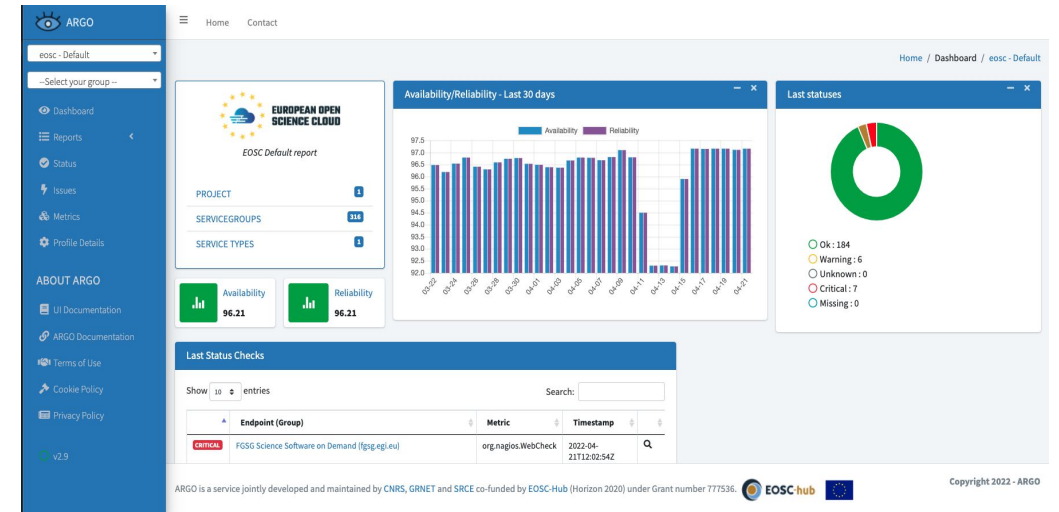 ARGO
Home Contact
eosc - Default
--Select your group --
Dashboard
Reports
Status
Issues
Metrics
Profile Details
ABOUT ARGO
UI Documentation
ARGO Documentation
Terms of Use
Cookie Policy
Privacy Policy
v2.9
Home / Dashboard / eosc - Default
EUROPEAN OPEN
SCIENCE CLOUD
EOSC Default report
PROJECT 1
SERVICEGROUPS 316
SERVICE TYPES 1
Availability
96.21
Reliability
96.21
Availability/Reliability - Last 30 days
Availability Reliability
97.5
97.0
96.5
96.0
95.5
95.0
94.5
94.0
93.5
93.0
92.5
92.0
03-22 03-24 03-26 03-28 03-30 04-01 04-03 04-05 04-07 04-09 04-11 04-13 04-15 04-17 04-19 04-21
Last statuses
Ok : 184
Warning : 6
Unknown : 0
Critical : 7
Missing : 0
Last Status Checks
Show 10 entries Search:
Endpoint (Group) Metric Timestamp
CRITICAL FGSG Science Software on Demand (fgsg.egi.eu) org.nagios.WebCheck 2022-04-
21T12:02:54Z
ARGO is a service jointly developed and maintained by CNRS, GRNET and SRCE co-funded by EOSC-Hub (Horizon 2020) under Grant number 777536. EOSC-hub Copyright 2022 - ARGO